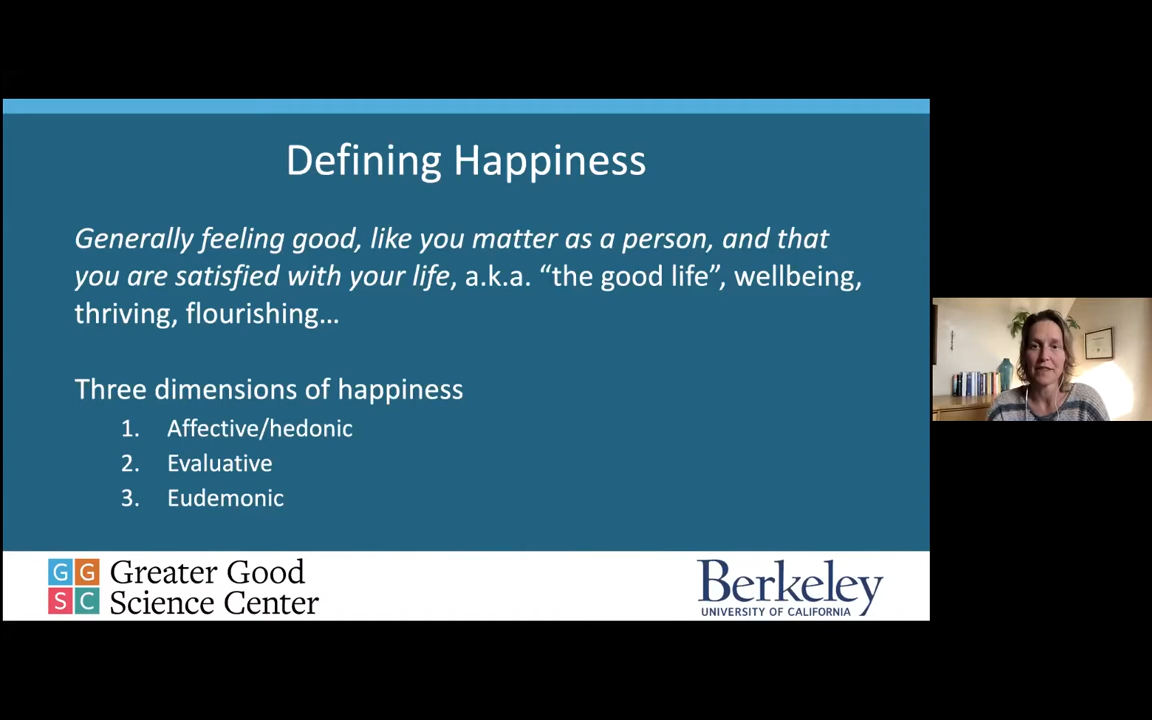 Defining Happiness
Generally feeling good, like you matter as a person, and that
you are satisfied with your life, a.k.a. “the good life”, wellbeing,
thriving, flourishing…
Three dimensions of happiness
1. Affective/hedonic
2. Evaluative
3. Eudemonic
GG
SC
Greater Good
Science Center
Berkeley
UNIVERSITY OF CALIFORNIA